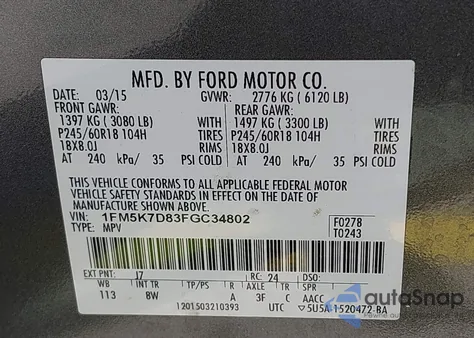 MFD. BY FORD MOTOR CO.
DATE: 03/15 GVWR: 2776 KG ( 6120 LB)
FRONT GAWR: REAR GAWR:
1397 KG ( 3080 LB) 1497 KG ( 3300 LB)
P245/60R18 104H TIRES P245/60R18 104H TIRES
18X8.0J RIMS 18X8.0J RIMS
AT 240 kPa/ 35 PSI COLD AT 240 kPa/ 35 PSI COLD
THIS VEHICLE CONFORMS TO ALL APPLICABLE FEDERAL MOTOR
VEHICLE SAFETY AND BUMPER STANDARDS IN EFFECT ON THE DATE OF
MANUFACTURE SHOWN ABOVE.
VIN: 1FM5K7D83FGC34802 F0278
TYPE: MPV T0243
EXT PNT: J7 RC: 24 DSO:
WB INT TR TP/PS R AXLE TR SPR
113 BW A 3F C AACC
1201503210393 UTC ▽5U5A-1520472-BA
autoSnap